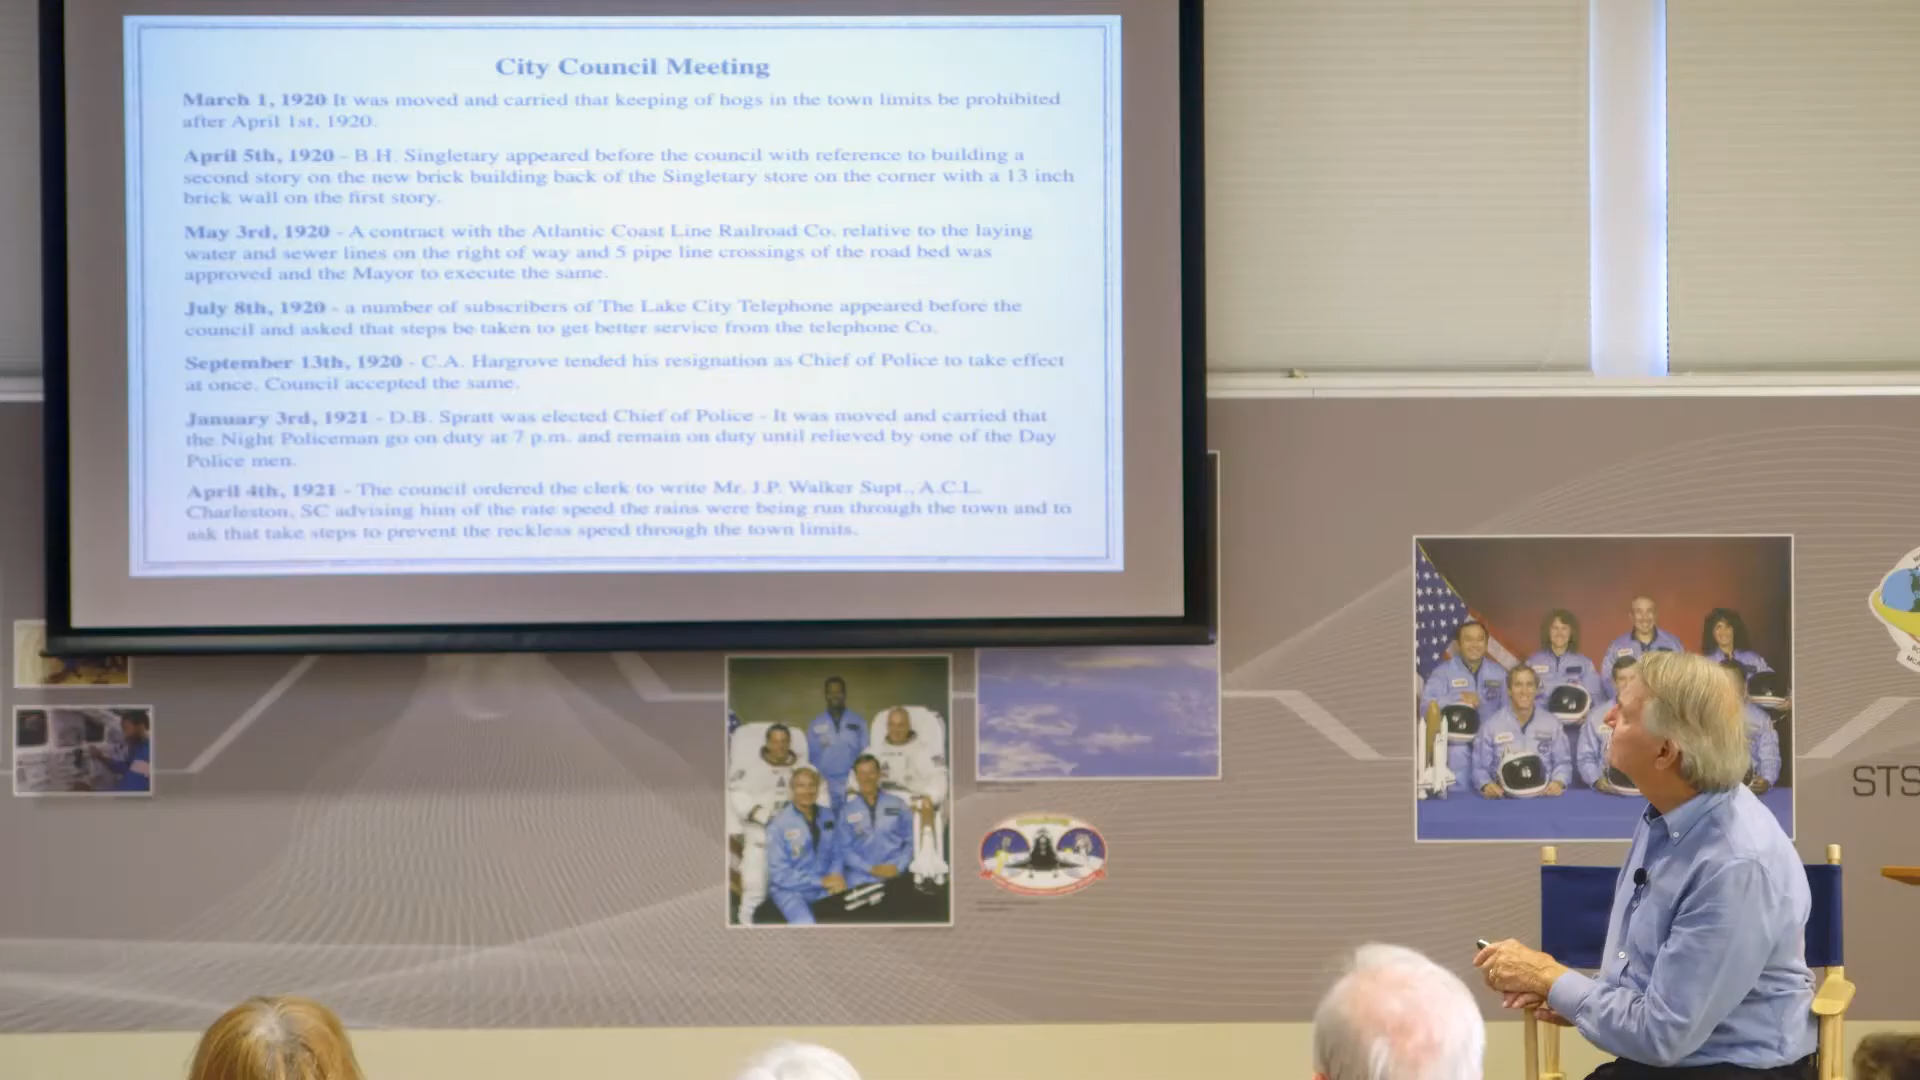 City Council Meeting
March 1, 1920 It was moved and carried that keeping of hogs in the town limits be prohibited
after April 1st, 1920.
April 5th, 1920 - B.H. Singletary appeared before the council with reference to building a
second story on the new brick building back of the Singletary store on the corner with a 13 inch
brick wall on the first story.
May 3rd, 1920 - A contract with the Atlantic Coast Line Railroad Co. relative to the laying
water and sewer lines on the right of way and 5 pipe line crossings of the road bed was
approved and the Mayor to execute the same.
July 8th, 1920 - a number of subscribers of The Lake City Telephone appeared before the
council and asked that steps be taken to get better service from the telephone Co.
September 13th, 1920 - C.A. Hargrove tended his resignation as Chief of Police to take effect
at once. Council accepted the same.
January 3rd, 1921 - D.B. Spratt was elected Chief of Police - It was moved and carried that
the Night Policeman go on duty at 7 p.m. and remain on duty until relieved by one of the Day
Police men.
April 4th, 1921 - The council ordered the clerk to write Mr. J.P. Walker Supt., A.C.L.
Charleston, SC advising him of the rate speed the rains were being run through the town and to
ask that take steps to prevent the reckless speed through the town limits.
STS